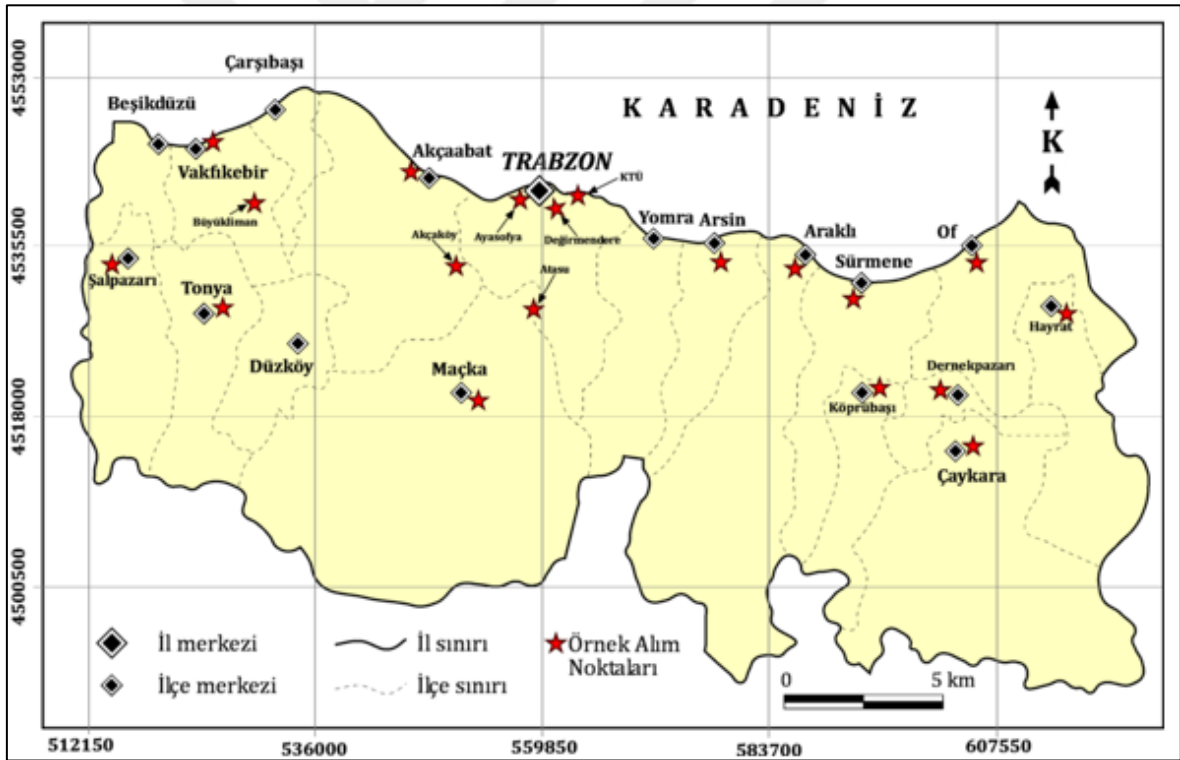 Çarşıbaşı
Beşikdüzü
KARADENİZ
K
Akçaabat
TRABZON
Vakfıkebir
KTÜ
Büyükliman
Yomra
Arsin
Akçaköy
Ayasofya
Değirmendere
Araklı
Of
Şalpazarı
Atasu
Sürmene
Tonya
Hayrat
Düzköy
Maçka
Dernekpazarı
Köprübaşı
Çaykara
4553000
4535500
4518000
4500500
İl merkezi
İl sınırı
Örnek Alım
Noktaları
İlçe merkezi
İlçe sınırı
0 5 km
512150 536000 559850 583700 607550